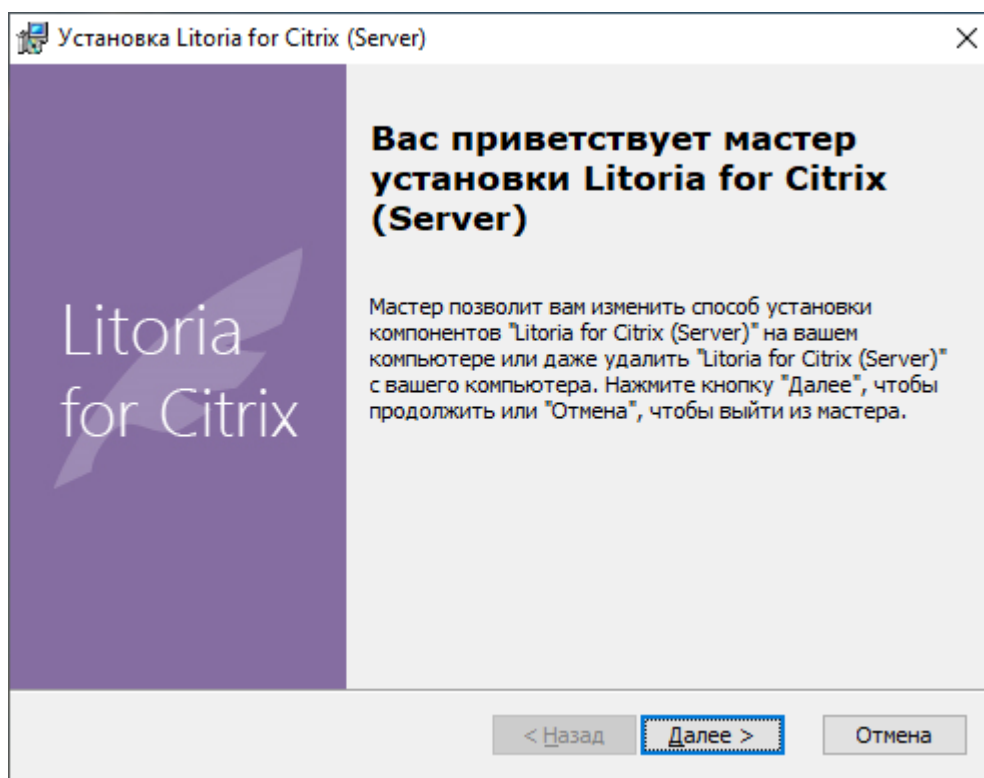 Установка Litoria for Citrix (Server)
Litoria
for Citrix
Вас приветствует мастер
установки Litoria for Citrix
(Server)
Мастер позволит вам изменить способ установки
компонентов "Litoria for Citrix (Server)" на вашем
компьютере или даже удалить "Litoria for Citrix (Server)"
с вашего компьютера. Нажмите кнопку "Далее", чтобы
продолжить или "Отмена", чтобы выйти из мастера.
< Назад Далее > Отмена